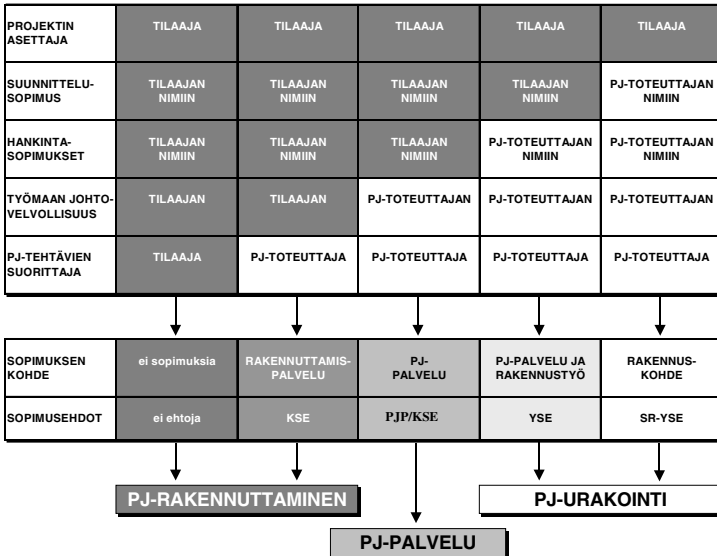 PROJEKTIN
ASETTAJA
TILAAJA
TILAAJA
TILAAJA
TILAAJA
TILAAJA
SUUNNITTELU-
SOPIMUS
TILAAJAN
NIMIIN
TILAAJAN
NIMIIN
TILAAJAN
NIMIIN
TILAAJAN
NIMIIN
PJ-TOTEUTTAJAN
NIMIIN
HANKINTA-
SOPIMUKSET
TILAAJAN
NIMIIN
TILAAJAN
NIMIIN
TILAAJAN
NIMIIN
PJ-TOTEUTTAJAN
NIMIIN
PJ-TOTEUTTAJAN
NIMIIN
TYÖMAAN JOHTO-
VELVOLLISUUS
TILAAJAN
TILAAJAN
PJ-TOTEUTTAJAN
PJ-TOTEUTTAJAN
PJ-TOTEUTTAJAN
PJ-TEHTÄVIEN
SUORITTAJA
TILAAJA
PJ-TOTEUTTAJA
PJ-TOTEUTTAJA
PJ-TOTEUTTAJA
PJ-TOTEUTTAJA
SOPIMUKSEN
KOHDE
ei sopimuksia
RAKENNUTTAMIS-
PALVELU
PJ-
PALVELU
PJ-PALVELU JA
RAKENNUSTYÖ
RAKENNUS-
KOHDE
SOPIMUSEHDOT
ei ehtoja
KSE
PJP/KSE
YSE
SR-YSE
PJ-RAKENNUTTAMINEN
PJ-URAKOINTI
PJ-PALVELU